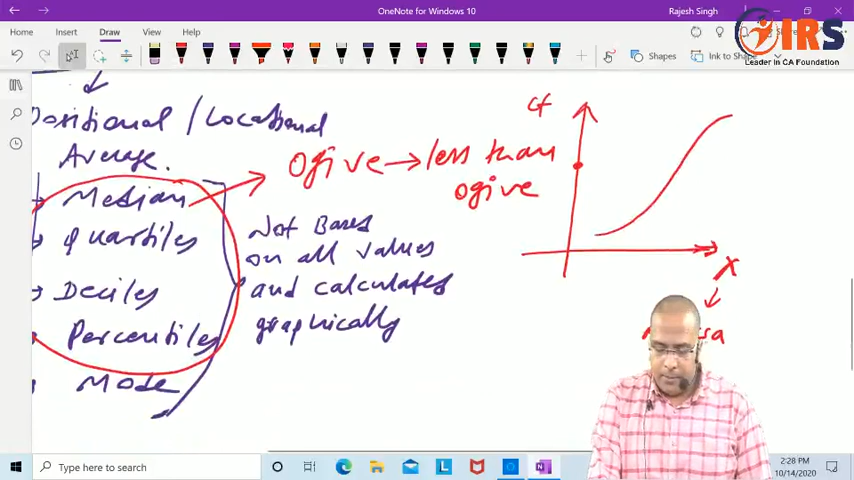 OneNote for Windows 10
Rajesh Singh
IRS
Leader in CA Foundation
Home
Insert
Draw
View
Help
Shapes
Ink to Shape
Positional / Locational
Average.
Median
Quartiles
Deciles
Percentiles
Mode
Not Based
on all values
and calculates
graphically
Ogive → less than
ogive
cf
X
Type here to search
2:28 PM
10/14/2020